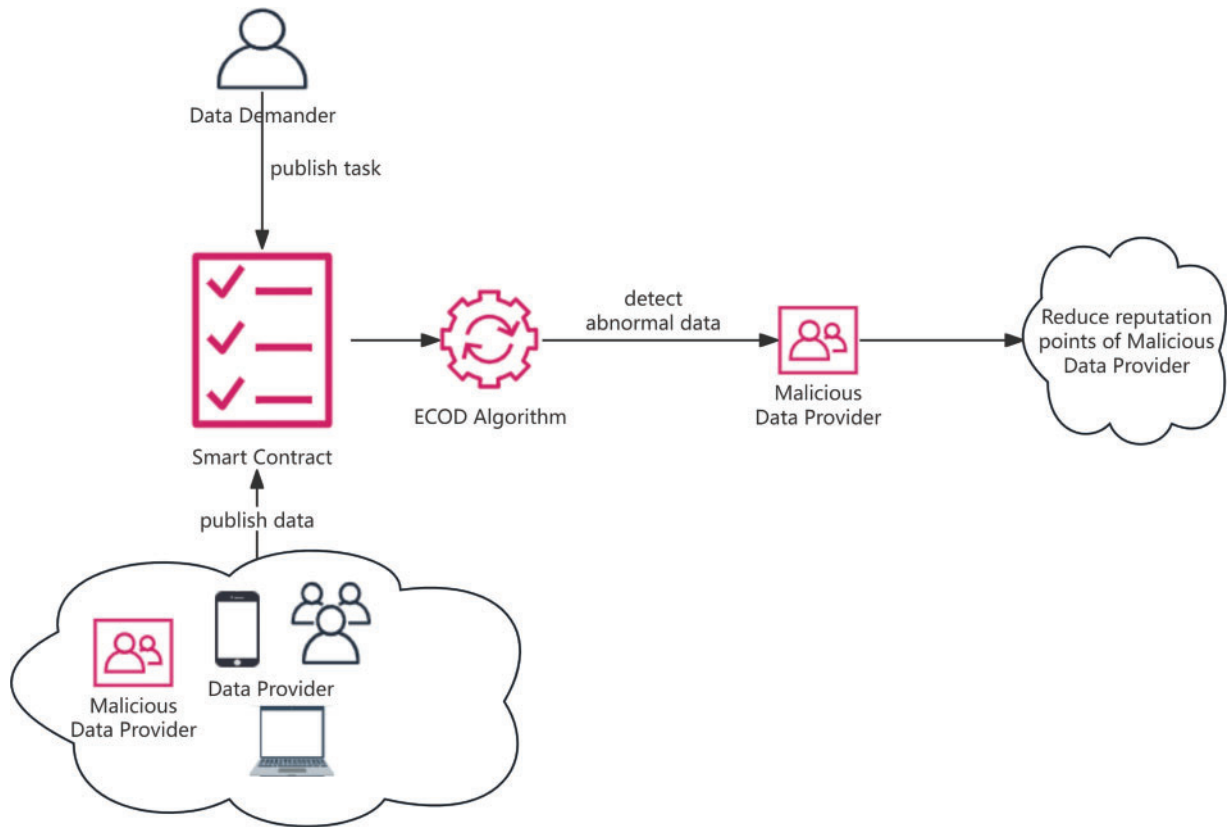 Data Demander
publish task
detect
abnormal data
Reduce reputation
points of Malicious
Data Provider
Malicious
Data Provider
ECOD Algorithm
Smart Contract
publish data
Data Provider
Malicious
Data Provider